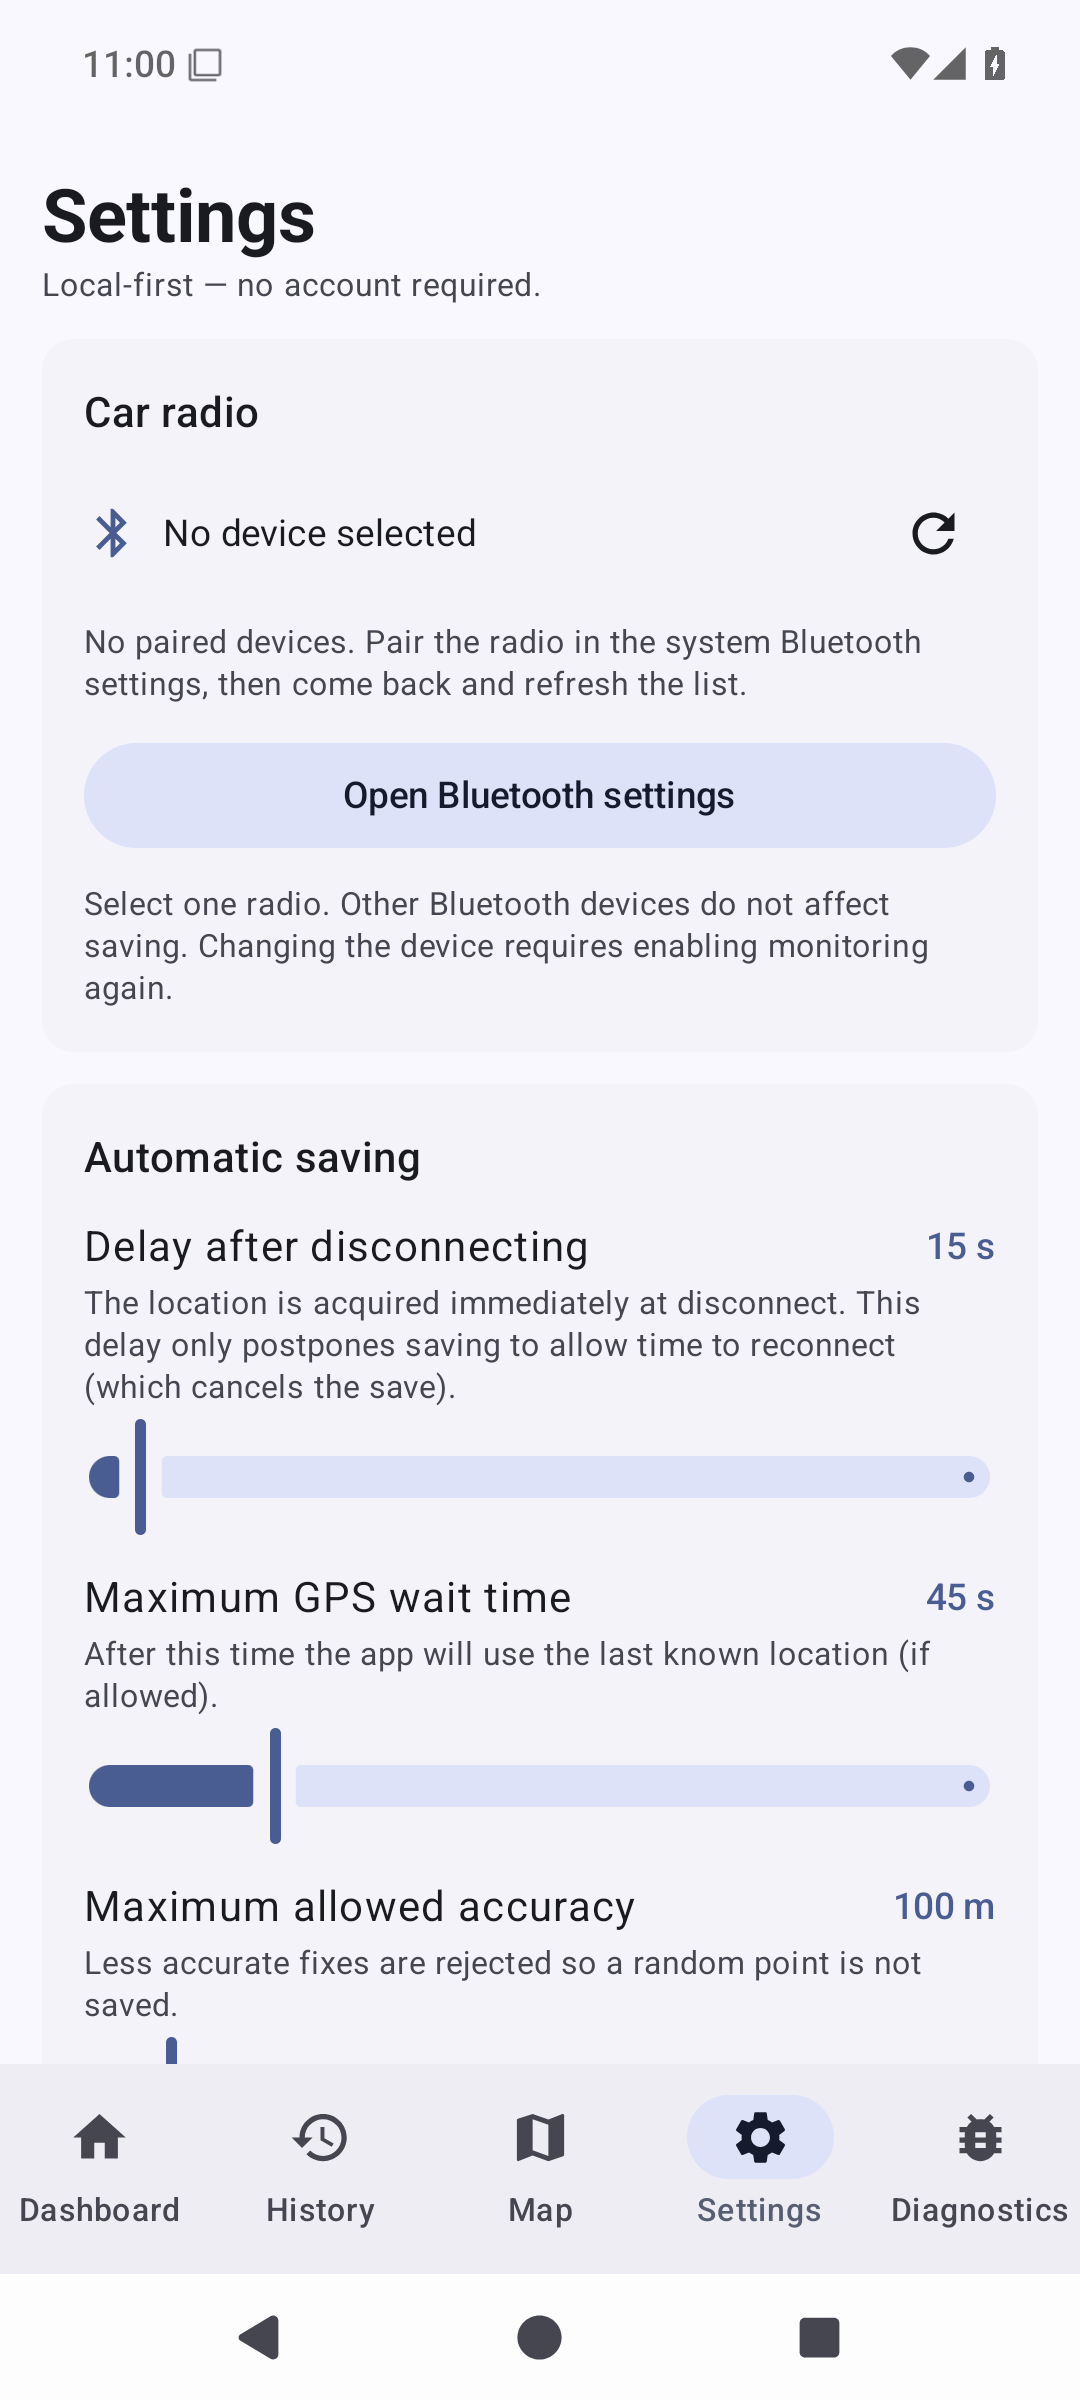 11:00
Settings
Local-first — no account required.
Car radio
No device selected
No paired devices. Pair the radio in the system Bluetooth
settings, then come back and refresh the list.
Open Bluetooth settings
Select one radio. Other Bluetooth devices do not affect
saving. Changing the device requires enabling monitoring
again.
Automatic saving
Delay after disconnecting 15 s
The location is acquired immediately at disconnect. This
delay only postpones saving to allow time to reconnect
(which cancels the save).
Maximum GPS wait time 45 s
After this time the app will use the last known location (if
allowed).
Maximum allowed accuracy 100 m
Less accurate fixes are rejected so a random point is not
saved.
Dashboard History Map Settings Diagnostics